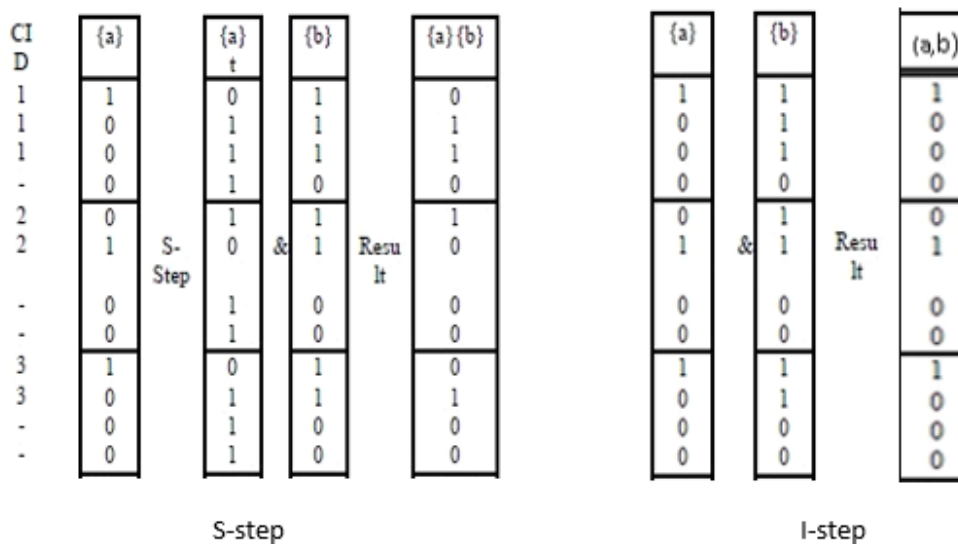 CI {a} {a} {b} {a}{b} {a} {b} (a,b)
D t
1 1 0 1 0 1 1 1
1 0 1 1 1 0 1 0
1 0 1 1 1 0 1 0
- 0 1 0 0 0 0 0
2 0 1 1 1 0 1 0
2 1 S- 0 & 1 Resu 0 1 & 1 Resu 1
Step lt lt
- 0 1 0 0 0 0 0
- 0 1 0 0 0 0 0
3 1 0 1 0 1 1 1
3 0 1 1 1 0 1 0
- 0 1 0 0 0 0 0
- 0 1 0 0 0 0 0
S-step I-step